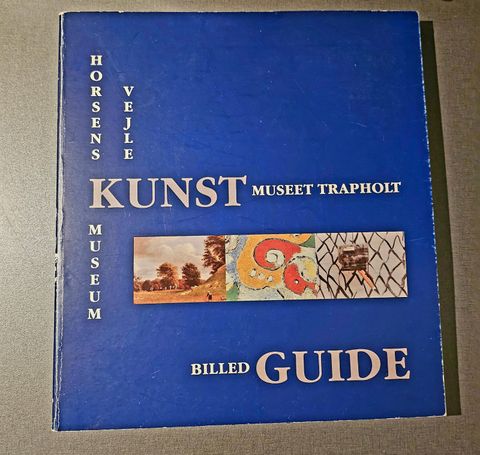 HORSENS
VEJLE
KUNST MUSEET TRAPHOLT
MUSEUM
BILLED GUIDE